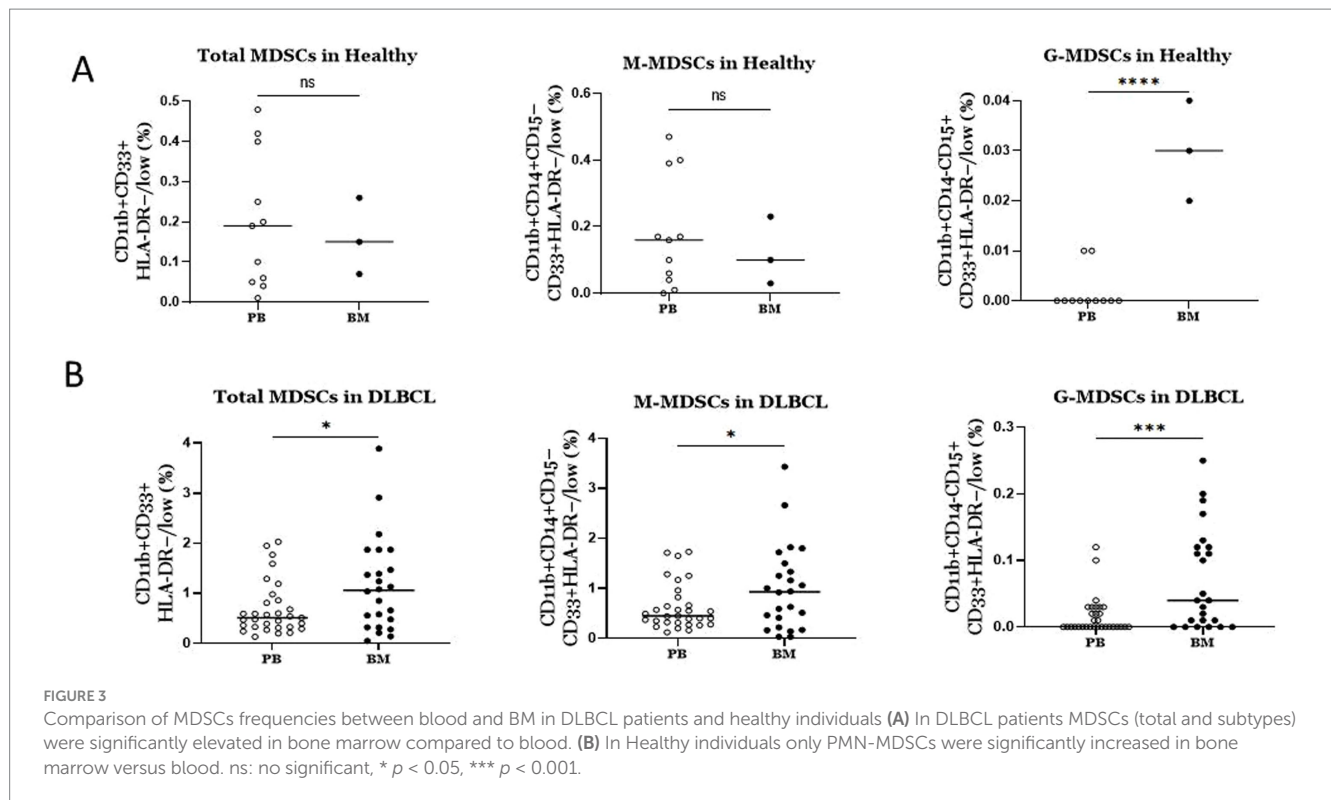 A
Total MDSCs in Healthy
ns
CD11b+CD33+
HLA-DR−/low (%)
0.5
0.4
0.3
0.2
0.1
0.0
PB BM
M-MDSCs in Healthy
ns
CD11b+CD14+CD15−
CD33+HLA-DR−/low (%)
0.6
0.4
0.2
0.0
PB BM
G-MDSCs in Healthy
****
CD11b+CD14-CD15+
CD33+HLA-DR−/low (%)
0.04
0.03
0.02
0.01
0.00
PB BM
B
Total MDSCs in DLBCL
*
CD11b+CD33+
HLA-DR−/low (%)
4
3
2
1
0
PB BM
M-MDSCs in DLBCL
*
CD11b+CD14+CD15−
CD33+HLA-DR−/low (%)
4
3
2
1
0
PB BM
G-MDSCs in DLBCL
***
CD11b+CD14-CD15+
CD33+HLA-DR−/low (%)
0.3
0.2
0.1
0.0
PB BM
FIGURE 3
Comparison of MDSCs frequencies between blood and BM in DLBCL patients and healthy individuals (A) In DLBCL patients MDSCs (total and subtypes)
were significantly elevated in bone marrow compared to blood. (B) In Healthy individuals only PMN-MDSCs were significantly increased in bone
marrow versus blood. ns: no significant, * p < 0.05, *** p < 0.001.